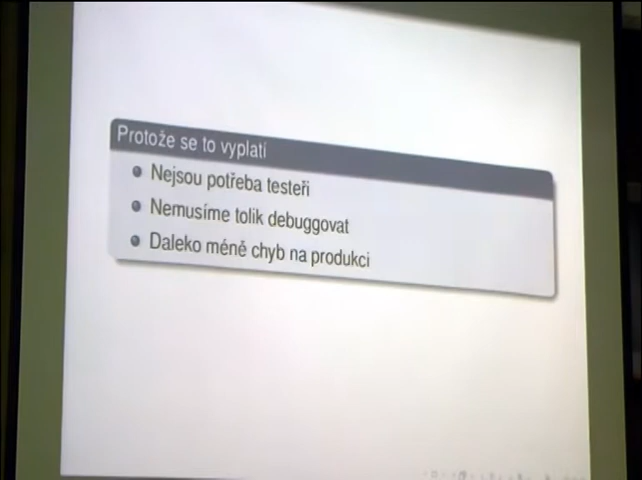 Protože se to vyplatí
Nejsou potřeba testeři
Nemusíme tolik debuggovat
Daleko méně chyb na produkci